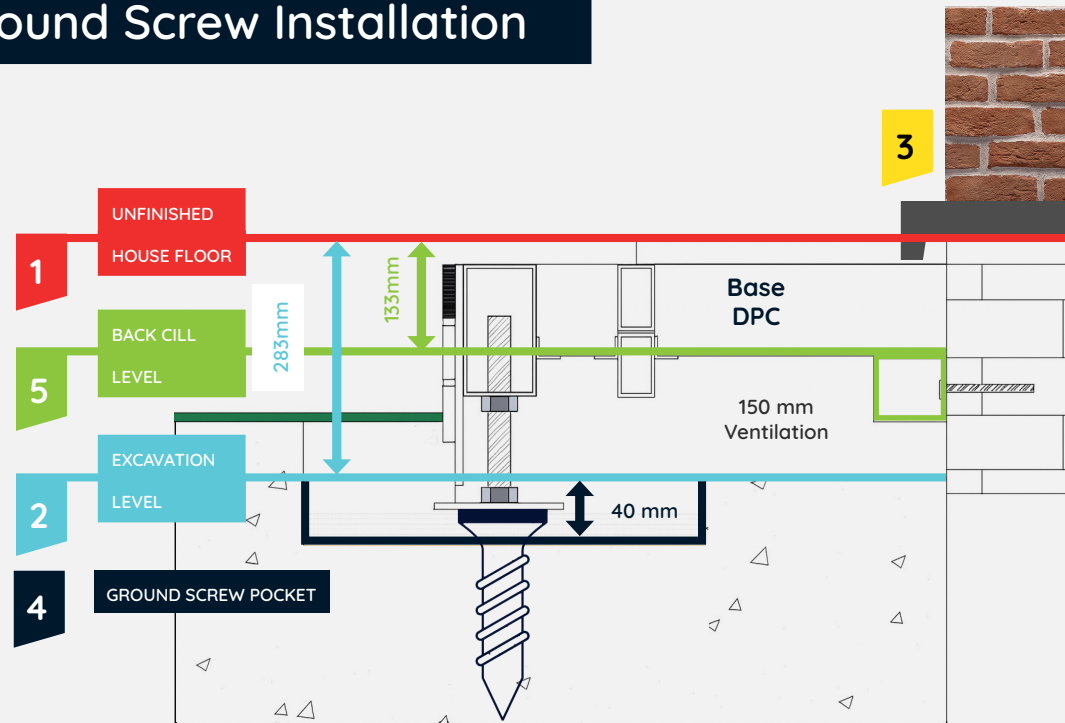 ound Screw Installation
3
UNFINISHED
HOUSE FLOOR
1
133mm
Base
DPC
283mm
BACK CILL
LEVEL
5
150 mm
Ventilation
EXCAVATION
LEVEL
2
40 mm
4
GROUND SCREW POCKET